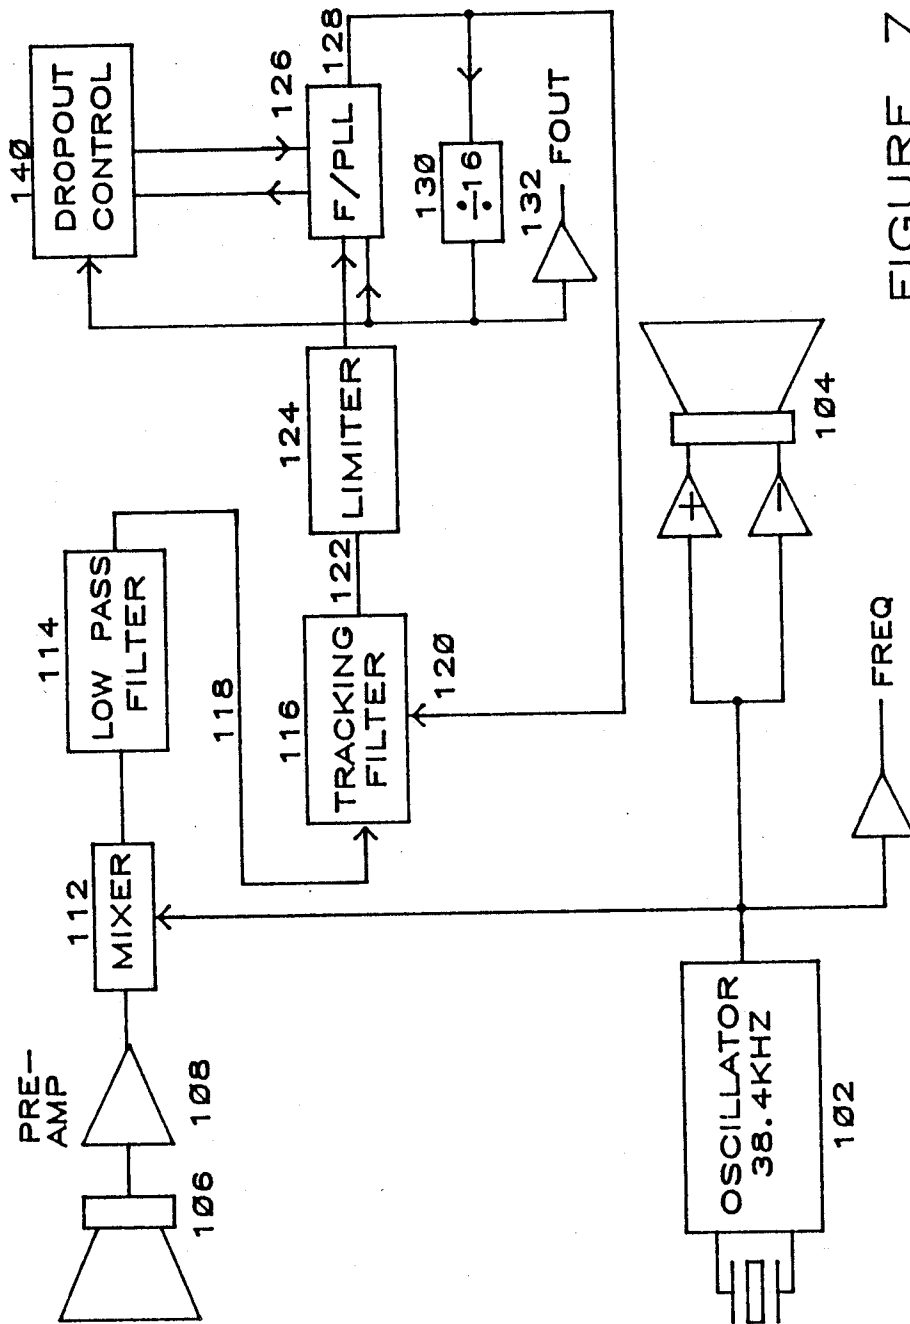 PRE-
AMP
106
108
112
MIXER
114
LOW PASS
FILTER
118
116
TRACKING
FILTER
120
122
124
LIMITER
140
DROPOUT
CONTROL
126
F/PLL
128
130
÷16
132
FOUT
OSCILLATOR
38.4KHZ
102
+
−
104
FREQ
FIGURE 7